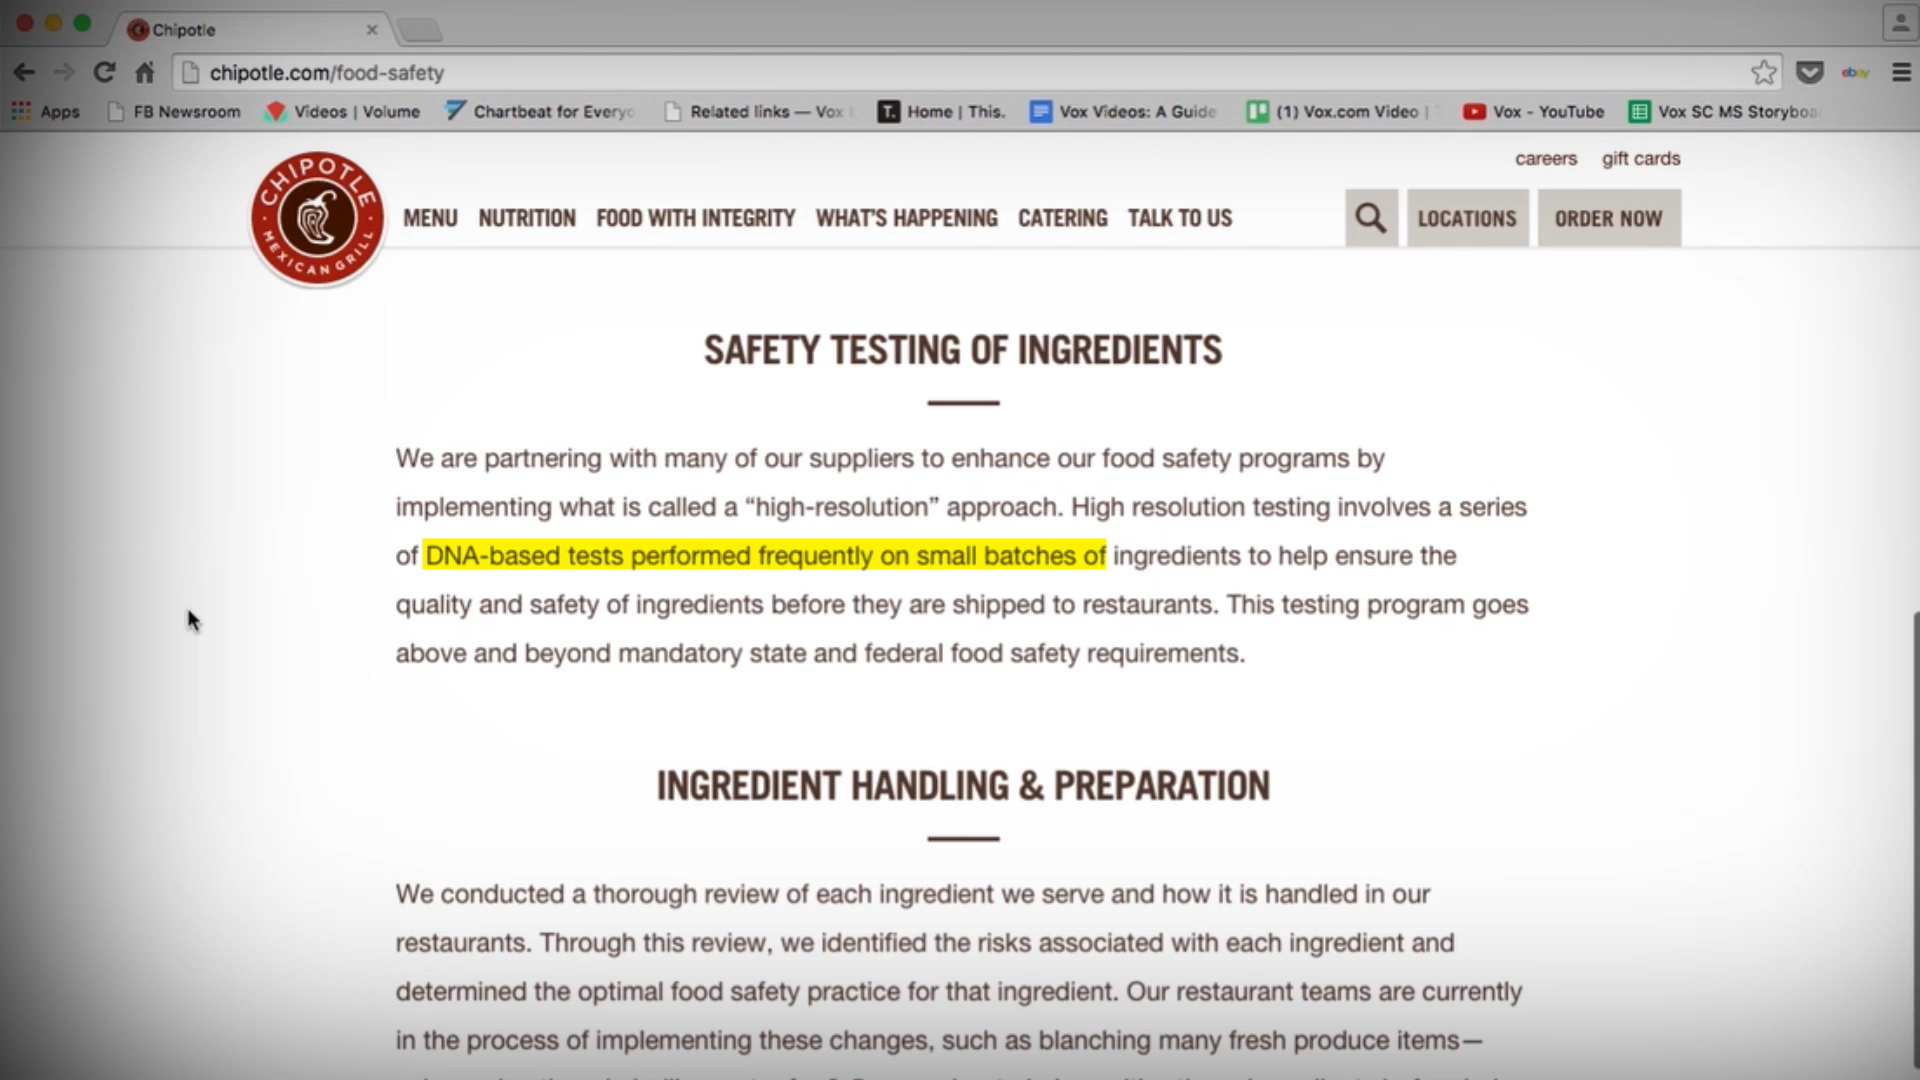 Chipotle
chipotle.com/food-safety
ebay
Apps FB Newsroom Videos | Volume Chartbeat for Everyo Related links — Vox T. Home | This. Vox Videos: A Guide (1) Vox.com Video | Vox - YouTube Vox SC MS Storyboa
careers gift cards
CHIPOTLE
MEXICAN GRILL
MENU NUTRITION FOOD WITH INTEGRITY WHAT'S HAPPENING CATERING TALK TO US LOCATIONS ORDER NOW
SAFETY TESTING OF INGREDIENTS
We are partnering with many of our suppliers to enhance our food safety programs by
implementing what is called a “high-resolution” approach. High resolution testing involves a series
of DNA-based tests performed frequently on small batches of ingredients to help ensure the
quality and safety of ingredients before they are shipped to restaurants. This testing program goes
above and beyond mandatory state and federal food safety requirements.
INGREDIENT HANDLING & PREPARATION
We conducted a thorough review of each ingredient we serve and how it is handled in our
restaurants. Through this review, we identified the risks associated with each ingredient and
determined the optimal food safety practice for that ingredient. Our restaurant teams are currently
in the process of implementing these changes, such as blanching many fresh produce items—